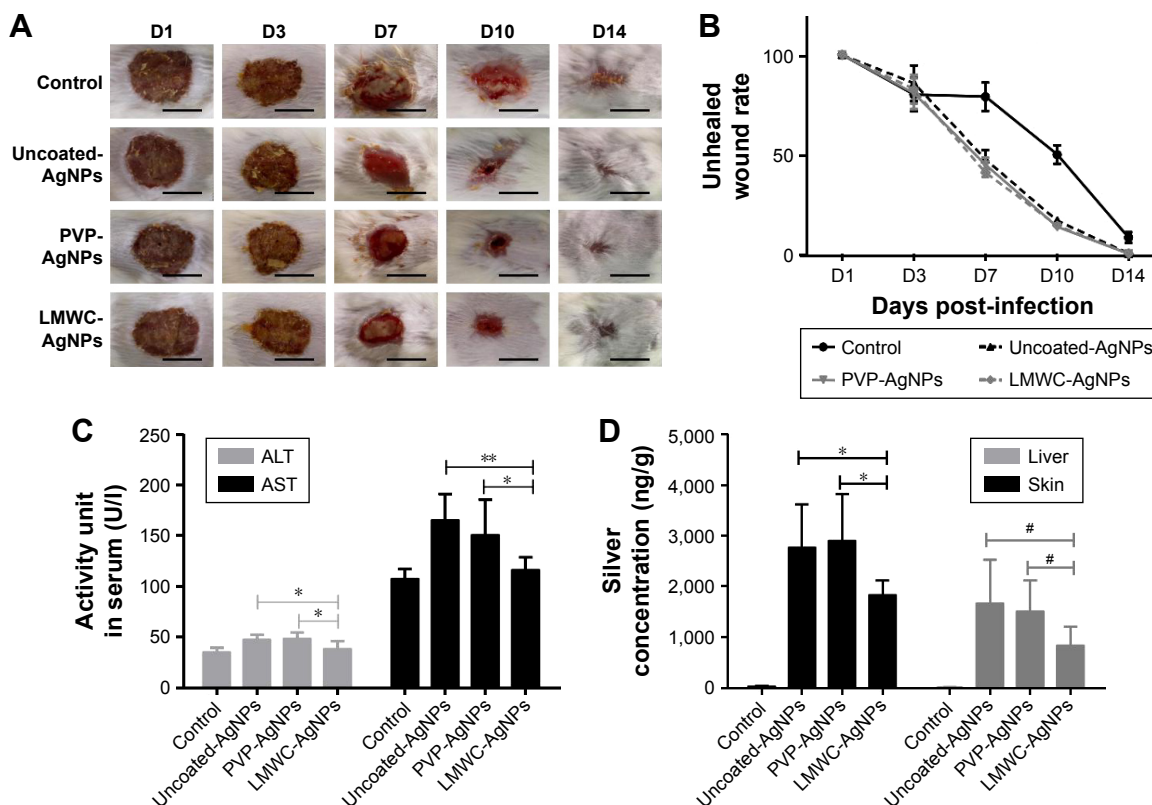 A
D1 D3 D7 D10 D14
Control
Uncoated-
AgNPs
PVP-
AgNPs
LMWC-
AgNPs
B
Unhealed
wound rate
100
50
0
D1 D3 D7 D10 D14
Days post-infection
Control Uncoated-AgNPs
PVP-AgNPs LMWC-AgNPs
C
Activity unit
in serum (U/l)
250
200
150
100
50
0
ALT
AST
*
*
**
*
Control
Uncoated-AgNPs
PVP-AgNPs
LMWC-AgNPs
Control
Uncoated-AgNPs
PVP-AgNPs
LMWC-AgNPs
D
Silver
concentration (ng/g)
5,000
4,000
3,000
2,000
1,000
0
Liver
Skin
*
*
#
#
Control
Uncoated-AgNPs
PVP-AgNPs
LMWC-AgNPs
Control
Uncoated-AgNPs
PVP-AgNPs
LMWC-AgNPs